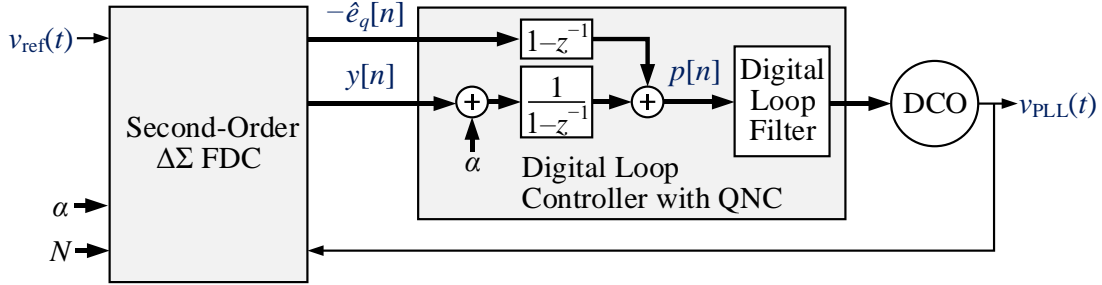 −ê_q[n]
v_ref(t)
1–z^−1
y[n]
p[n]
Digital
Loop
Filter
1
1–z^−1
+
+
DCO
v_PLL(t)
Second-Order
ΔΣ FDC
α
Digital Loop
Controller with QNC
α
N